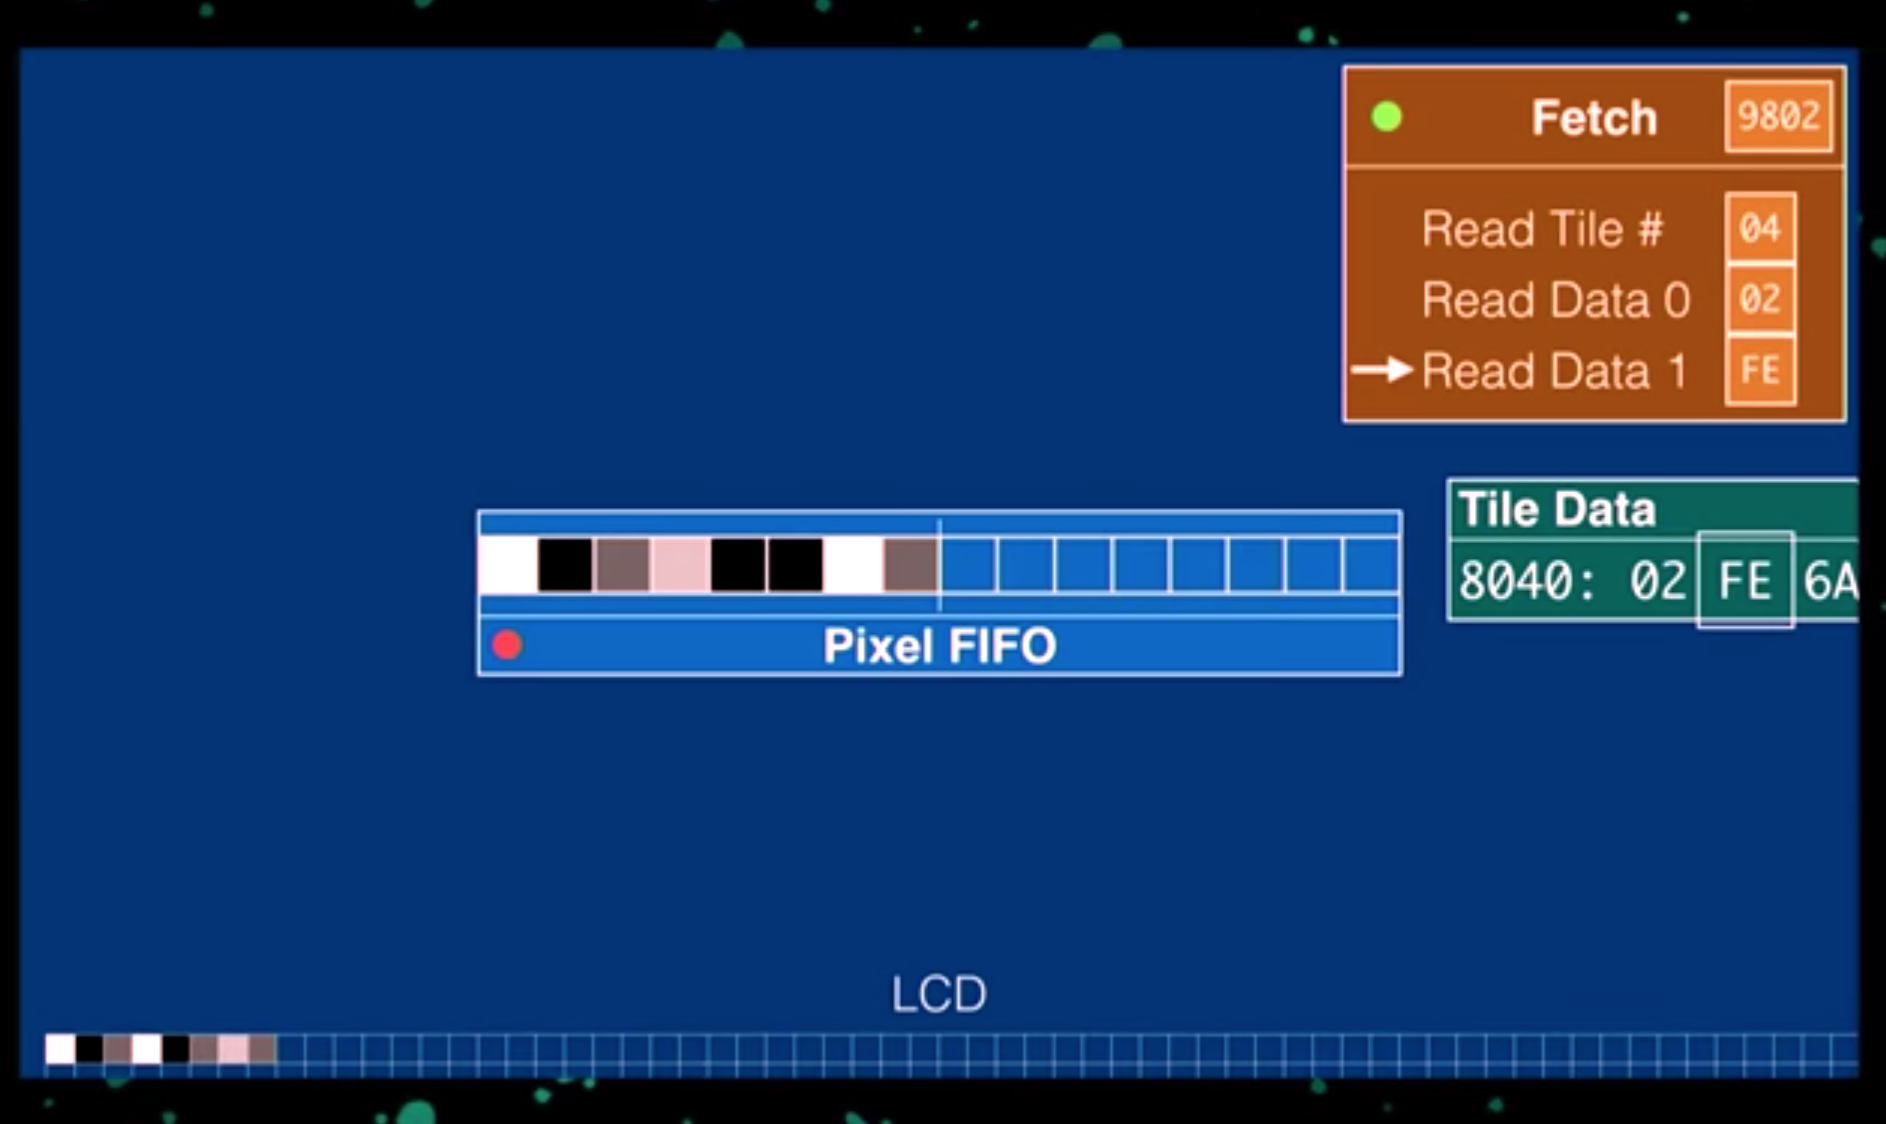 Fetch 9802
Read Tile # 04
Read Data 0 02
Read Data 1 FE
Tile Data
8040: 02 FE 6A
Pixel FIFO
LCD